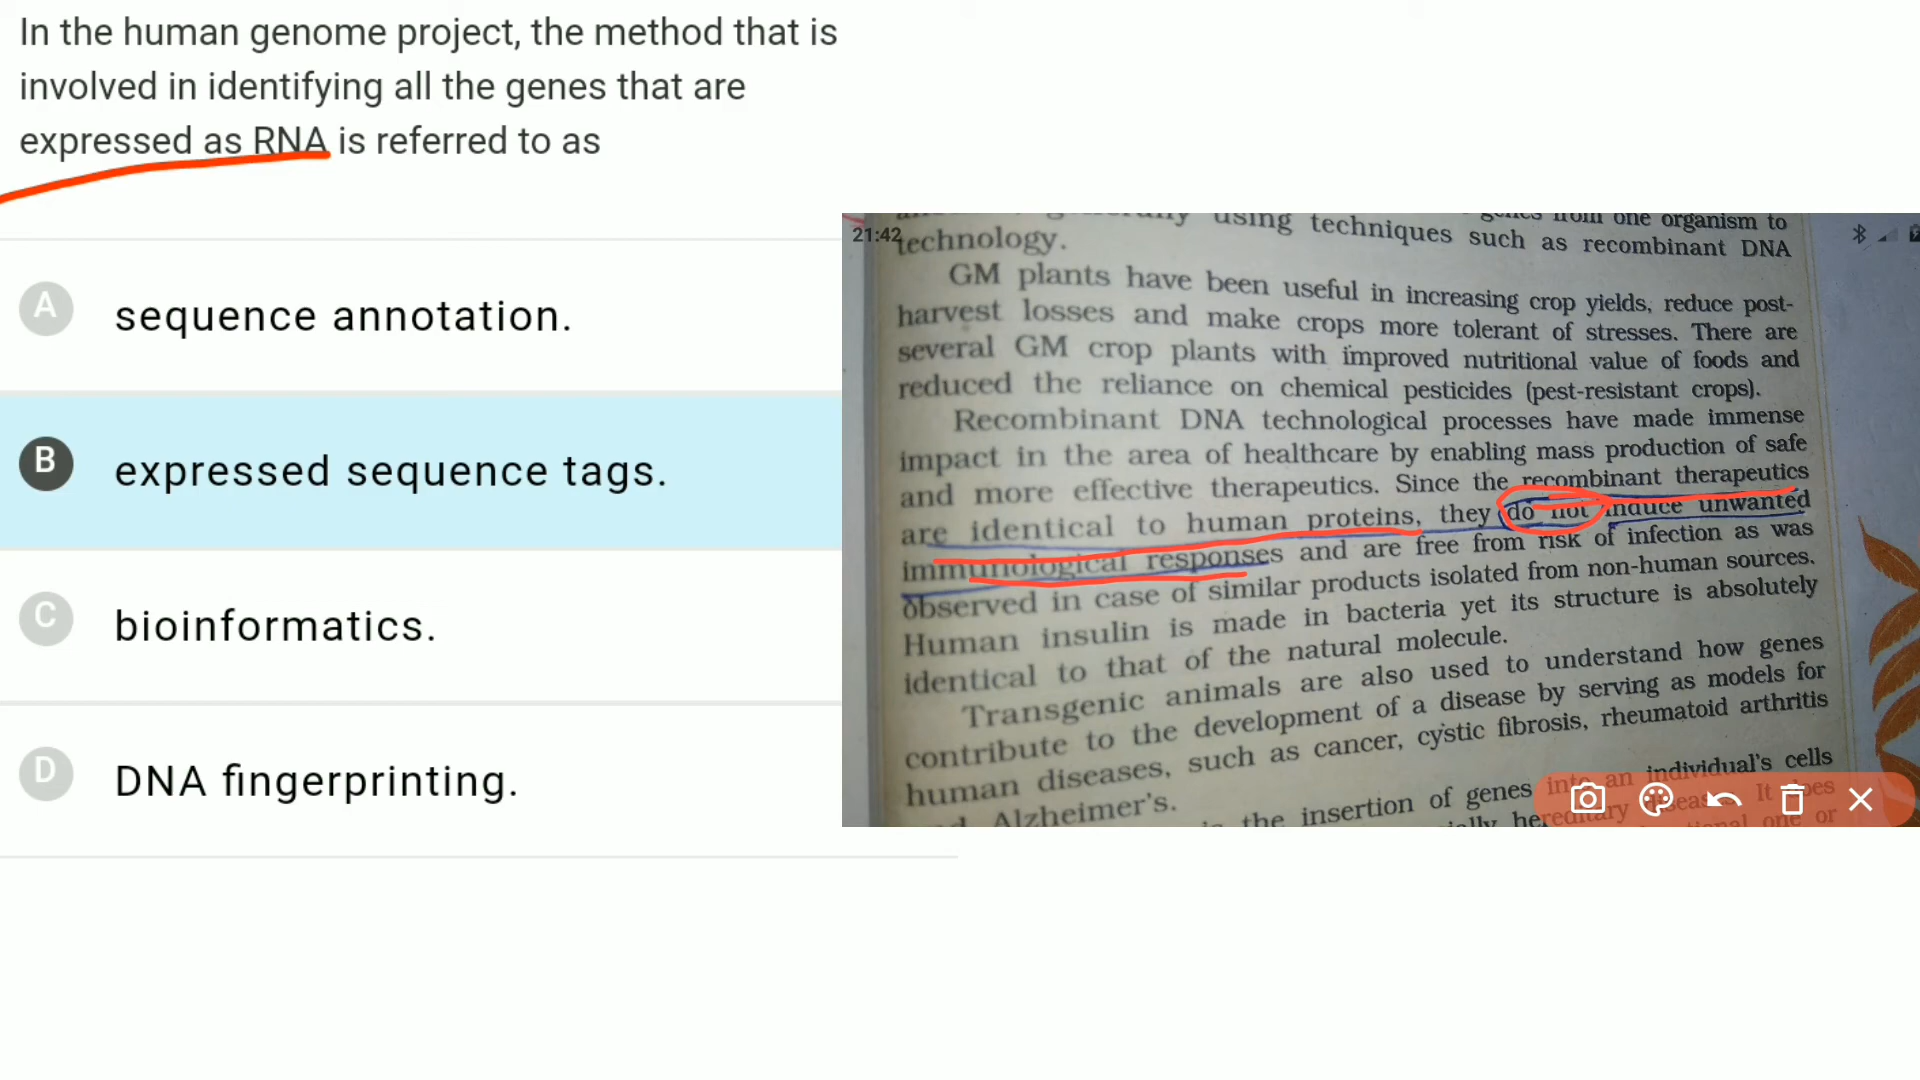 In the human genome project, the method that is
involved in identifying all the genes that are
expressed as RNA is referred to as
A sequence annotation.
B expressed sequence tags.
C bioinformatics.
D DNA fingerprinting.
21:42
using techniques such as recombinant DNA
genes from one organism to
technology.
GM plants have been useful in increasing crop yields, reduce post-
harvest losses and make crops more tolerant of stresses. There are
several GM crop plants with improved nutritional value of foods and
reduced the reliance on chemical pesticides (pest-resistant crops).
Recombinant DNA technological processes have made immense
impact in the area of healthcare by enabling mass production of safe
and more effective therapeutics. Since the recombinant therapeutics
are identical to human proteins, they do not induce unwanted
immunological responses and are free from risk of infection as was
observed in case of similar products isolated from non-human sources.
Human insulin is made in bacteria yet its structure is absolutely
identical to that of the natural molecule.
Transgenic animals are also used to understand how genes
contribute to the development of a disease by serving as models for
human diseases, such as cancer, cystic fibrosis, rheumatoid arthritis
Alzheimer's.
the insertion of genes into an individual's cells
hereditary